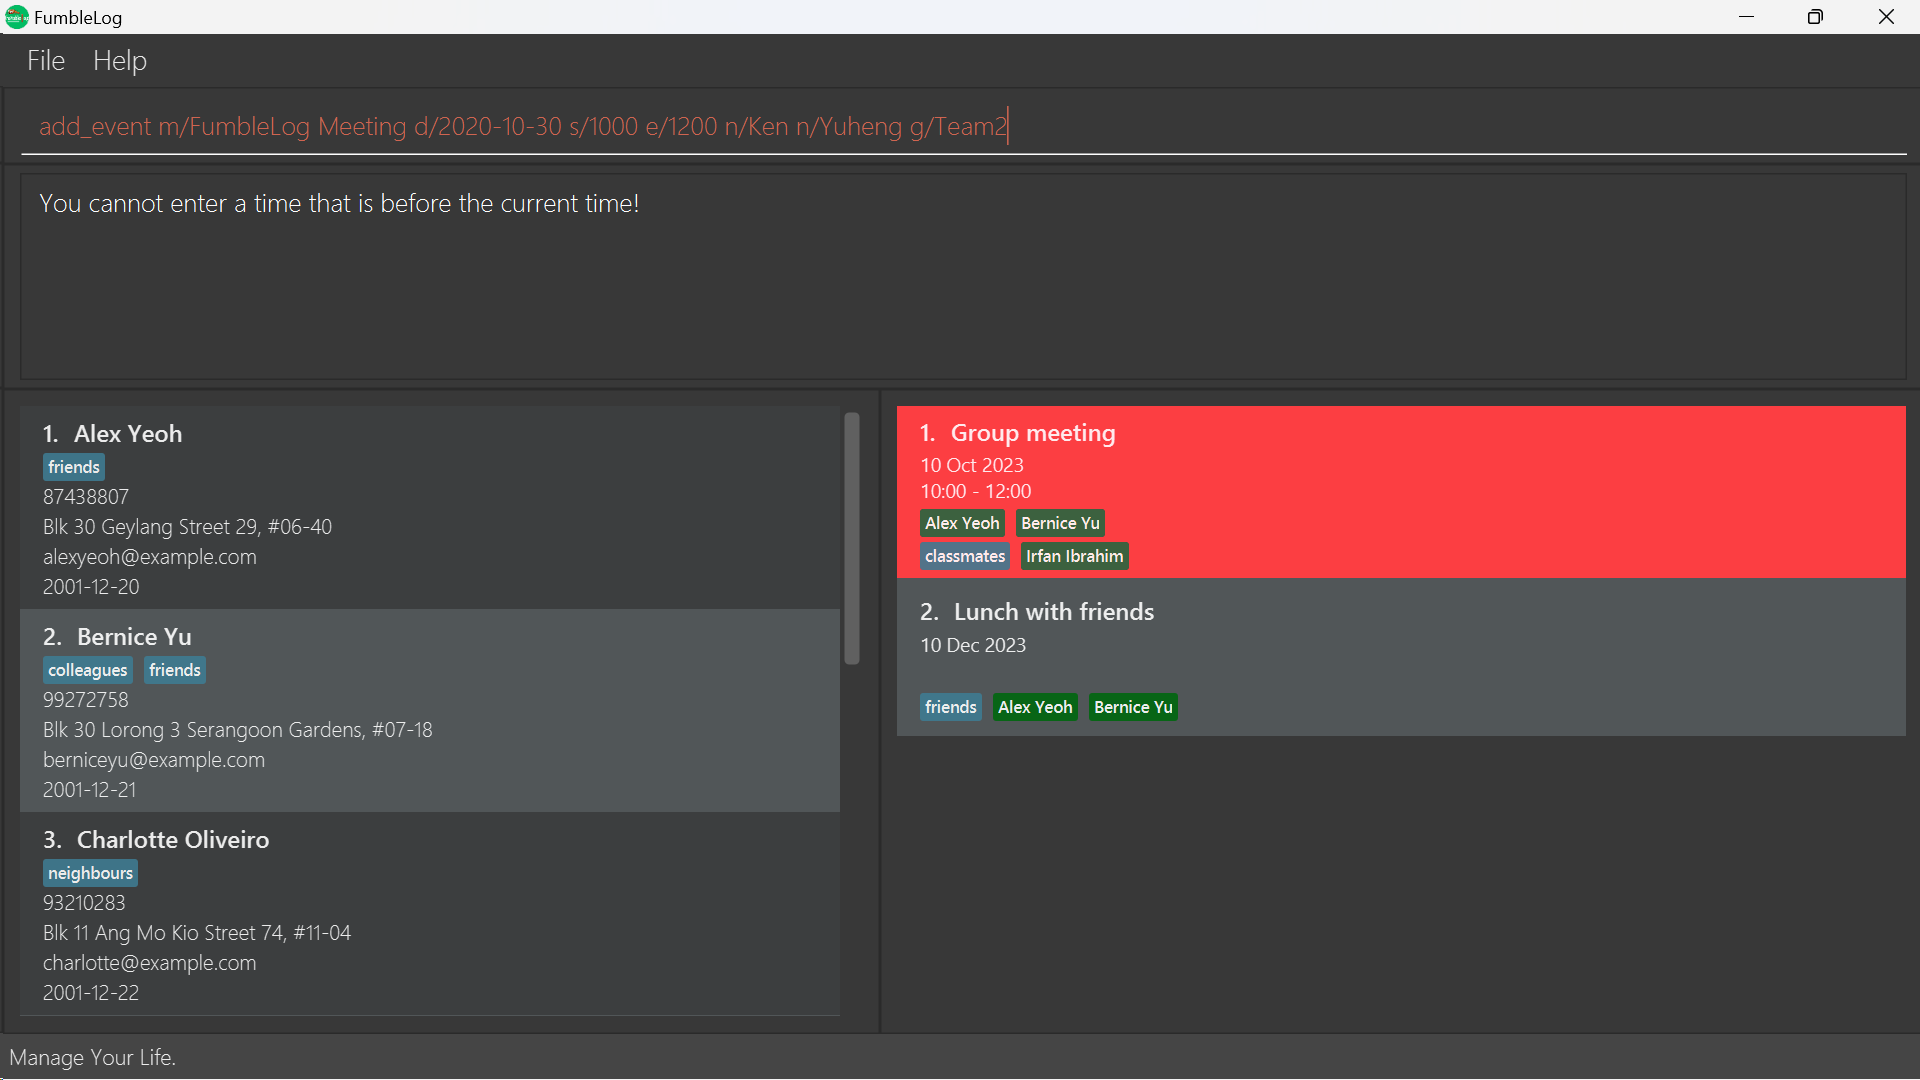 FumbleLog
File Help
add_event m/FumbleLog Meeting d/2020-10-30 s/1000 e/1200 n/Ken n/Yuheng g/Team2
You cannot enter a time that is before the current time!
1. Alex Yeoh
friends
87438807
Blk 30 Geylang Street 29, #06-40
alexyeoh@example.com
2001-12-20
2. Bernice Yu
colleagues friends
99272758
Blk 30 Lorong 3 Serangoon Gardens, #07-18
berniceyu@example.com
2001-12-21
3. Charlotte Oliveiro
neighbours
93210283
Blk 11 Ang Mo Kio Street 74, #11-04
charlotte@example.com
2001-12-22
1. Group meeting
10 Oct 2023
10:00 - 12:00
Alex Yeoh Bernice Yu
classmates Irfan Ibrahim
2. Lunch with friends
10 Dec 2023
friends Alex Yeoh Bernice Yu
Manage Your Life.